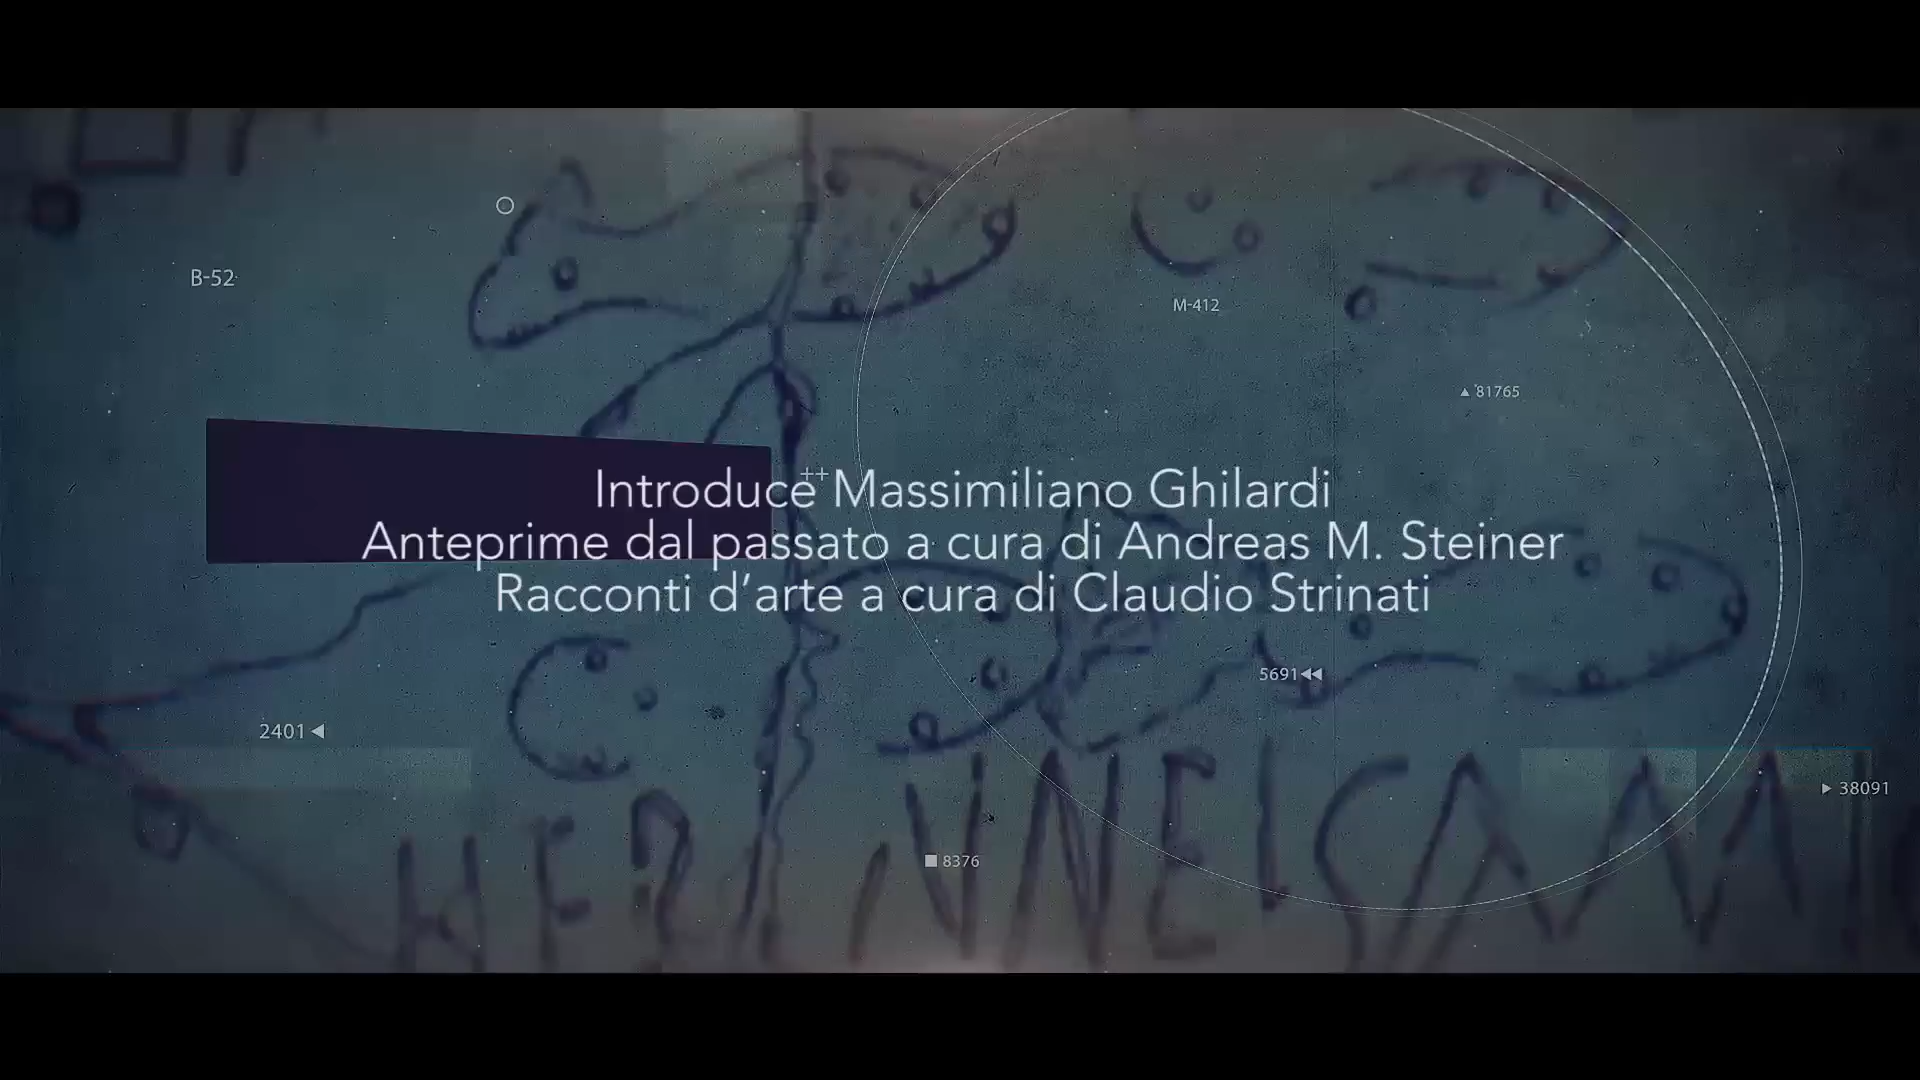 B-52
M-412
▲ 81765
++
Introduce Massimiliano Ghilardi
Anteprime dal passato a cura di Andreas M. Steiner
Racconti d'arte a cura di Claudio Strinati
5691◀◀
2401 ◀
▶ 38091
■ 8376